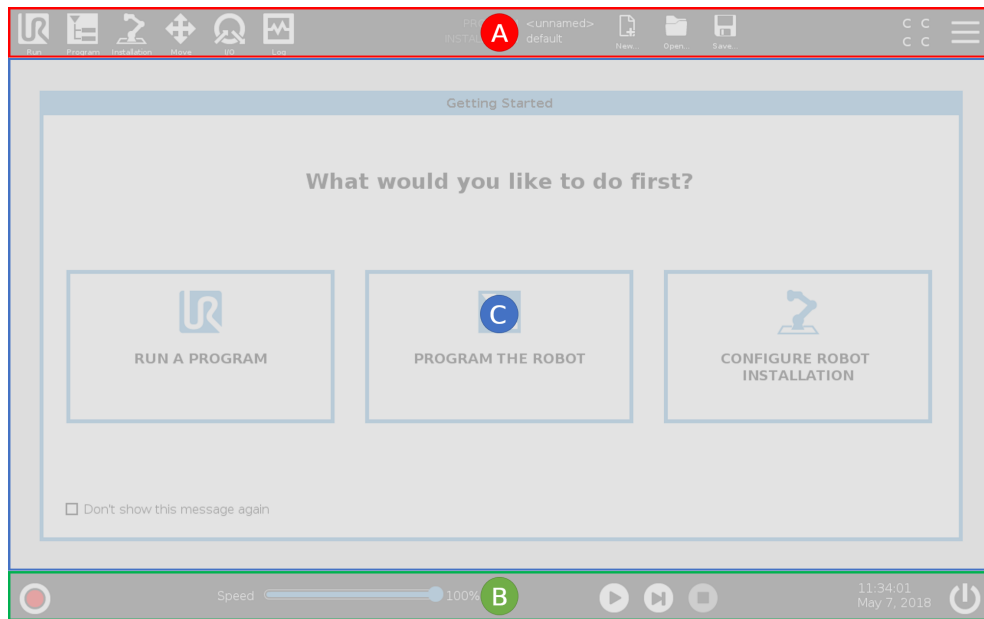 <unnamed>
A
default
C C
C C
Run
Program
Installation
Move
I/O
Log
New...
Open...
Save...
Getting Started
What would you like to do first?
C
RUN A PROGRAM
PROGRAM THE ROBOT
CONFIGURE ROBOT
INSTALLATION
Don't show this message again
Speed
100%
B
11:34:01
May 7, 2018